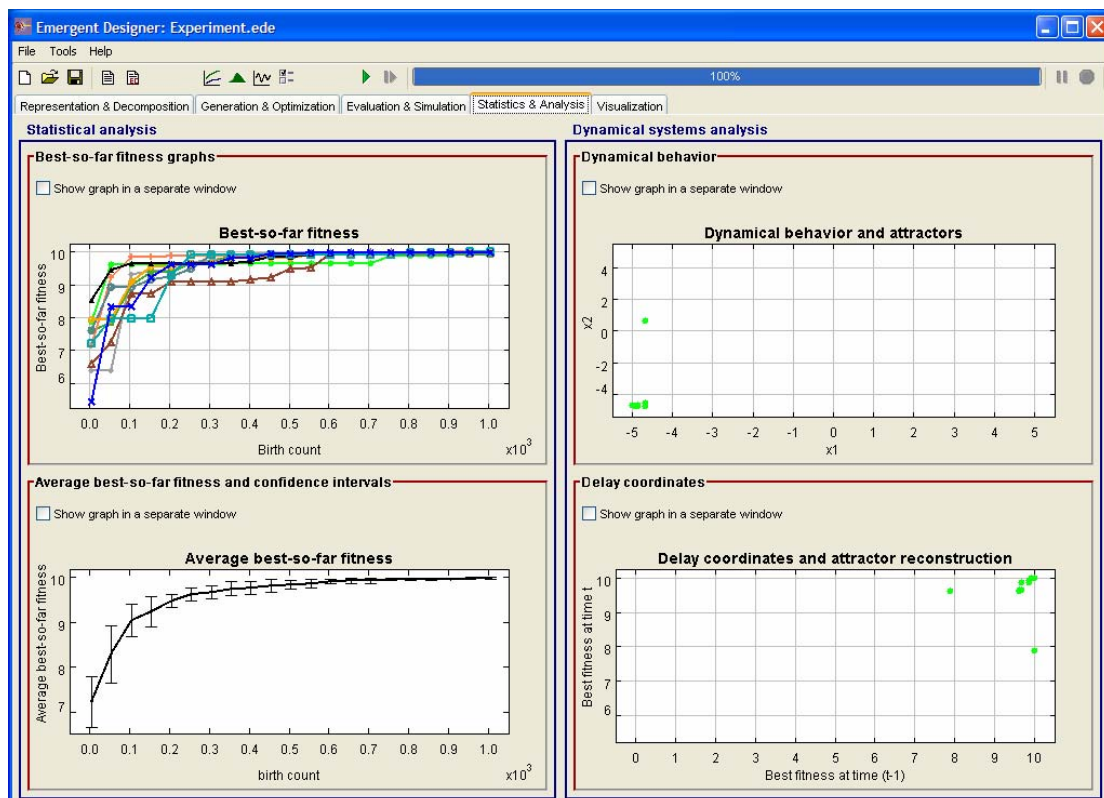 Emergent Designer: Experiment.ede
File Tools Help
100%
Representation & Decomposition Generation & Optimization Evaluation & Simulation Statistics & Analysis Visualization
Statistical analysis
Best-so-far fitness graphs
Show graph in a separate window
Best-so-far fitness
Best-so-far fitness
10
9
8
7
6
0.0 0.1 0.2 0.3 0.4 0.5 0.6 0.7 0.8 0.9 1.0
Birth count
x10³
Average best-so-far fitness and confidence intervals
Show graph in a separate window
Average best-so-far fitness
Average best-so-far fitness
10
9
8
7
0.0 0.1 0.2 0.3 0.4 0.5 0.6 0.7 0.8 0.9 1.0
birth count
x10³
Dynamical systems analysis
Dynamical behavior
Show graph in a separate window
Dynamical behavior and attractors
x2
4
2
0
-2
-4
-5 -4 -3 -2 -1 0 1 2 3 4 5
x1
Delay coordinates
Show graph in a separate window
Delay coordinates and attractor reconstruction
Best fitness at time t
10
9
8
7
6
0 1 2 3 4 5 6 7 8 9 10
Best fitness at time (t-1)